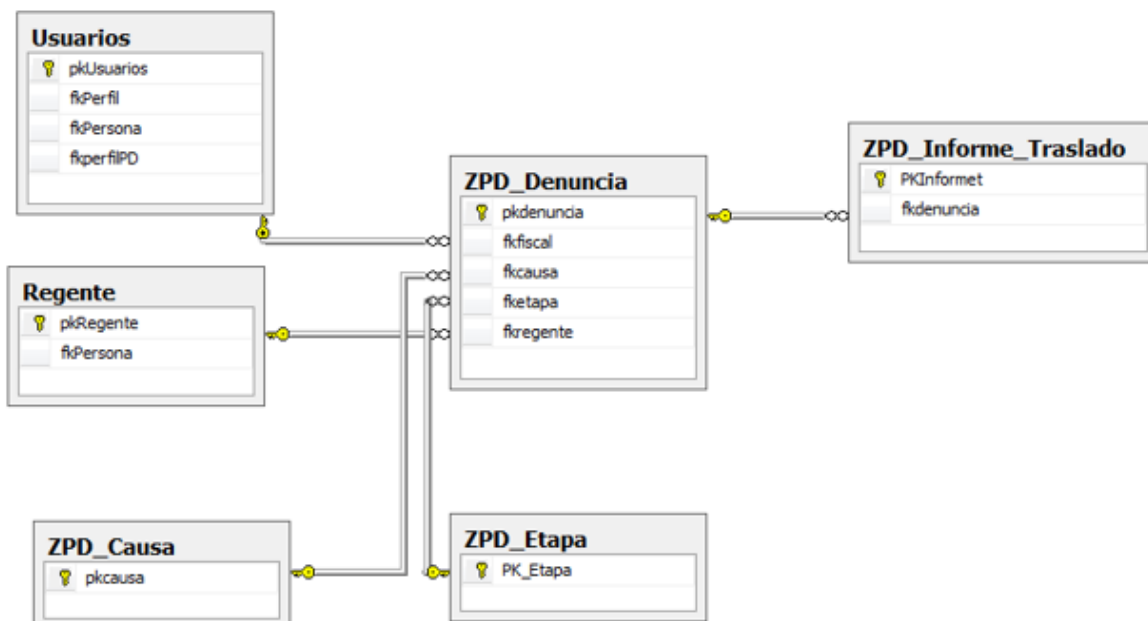 Usuarios
pkUsuarios
fkPerfil
fkPersona
fkperfilPD
Regente
pkRegente
fkPersona
ZPD_Denuncia
pkdenuncia
fkfiscal
fkcausa
fketapa
fkregente
ZPD_Informe_Traslado
PKInformet
fkdenuncia
ZPD_Causa
pkcausa
ZPD_Etapa
PK_Etapa